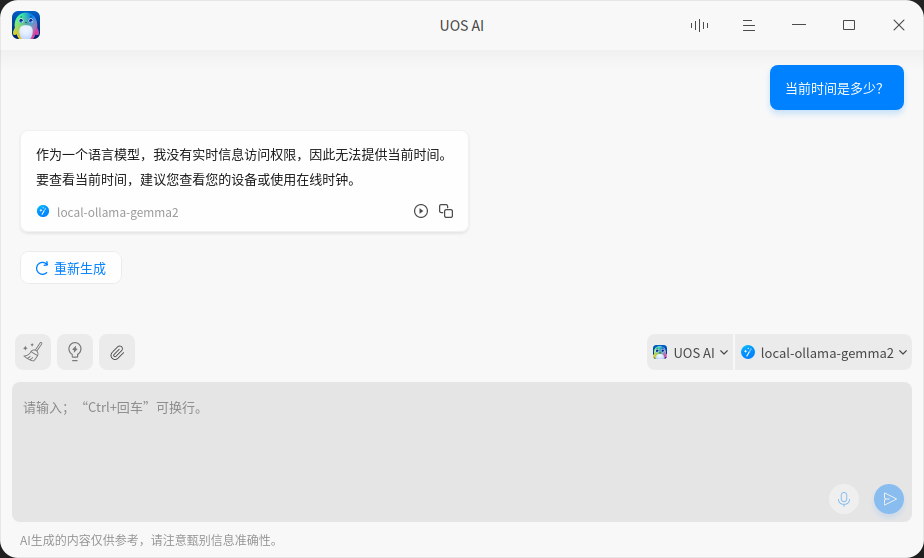 UOS AI
当前时间是多少？
作为一个语言模型，我没有实时信息访问权限，因此无法提供当前时间。
要查看当前时间，建议您查看您的设备或使用在线时钟。
local-ollama-gemma2
重新生成
UOS AI
local-ollama-gemma2
请输入；“Ctrl+回车”可换行。
AI生成的内容仅供参考，请注意甄别信息准确性。